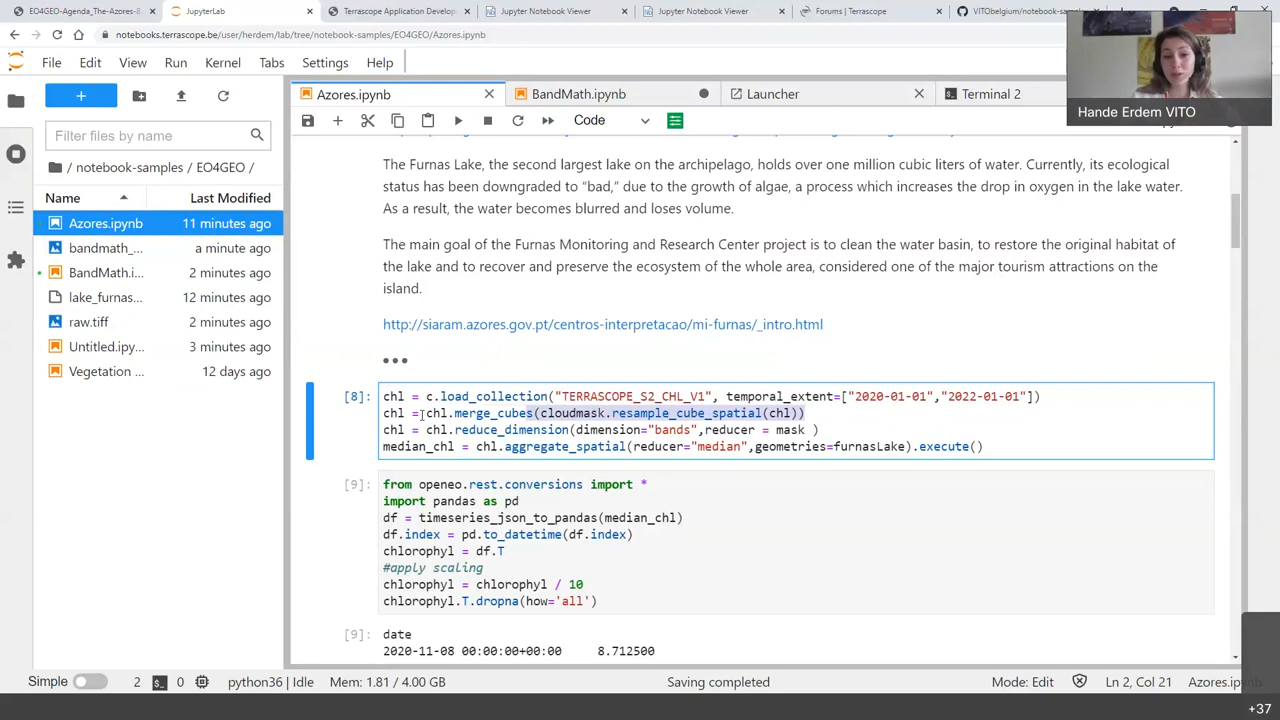 EO4GEO-Agenda_The-Azores-8
JupyterLab
Terrascope Application Develop
Jupyter Notebook Viewer
Jupyter Notebook Viewer
Forums | Terrascope
VITObelgium/notebook-sampl
notebooks.terrascope.be/user/herdem/lab/tree/notebook-samples/EO4GEO/Azores.ipynb
File Edit View Run Kernel Tabs Settings Help
Hande Erdem VITO
Azores.ipynb
BandMath.ipynb
Launcher
Terminal 2
Code
Filter files by name
/ notebook-samples / EO4GEO /
Name Last Modified
Azores.ipynb 11 minutes ago
bandmath_... a minute ago
BandMath.i... 2 minutes ago
lake_furnas... 12 minutes ago
raw.tiff 2 minutes ago
Untitled.ipy... 3 minutes ago
Vegetation ... 12 days ago
The Furnas Lake, the second largest lake on the archipelago, holds over one million cubic liters of water. Currently, its ecological
status has been downgraded to “bad,” due to the growth of algae, a process which increases the drop in oxygen in the lake water.
As a result, the water becomes blurred and loses volume.
The main goal of the Furnas Monitoring and Research Center project is to clean the water basin, to restore the original habitat of
the lake and to recover and preserve the ecosystem of the whole area, considered one of the major tourism attractions on the
island.
http://siaram.azores.gov.pt/centros-interpretacao/mi-furnas/_intro.html
[8]: chl = c.load_collection("TERRASCOPE_S2_CHL_V1", temporal_extent=["2020-01-01","2022-01-01"])
chl = chl.merge_cubes(cloudmask.resample_cube_spatial(chl))
chl = chl.reduce_dimension(dimension="bands",reducer = mask )
median_chl = chl.aggregate_spatial(reducer="median",geometries=furnasLake).execute()
[9]: from openeo.rest.conversions import *
import pandas as pd
df = timeseries_json_to_pandas(median_chl)
df.index = pd.to_datetime(df.index)
chlorophyl = df.T
#apply scaling
chlorophyl = chlorophyl / 10
chlorophyl.T.dropna(how='all')
[9]: date
2020-11-08 00:00:00+00:00 8.712500
Simple 2 0 python36 | Idle Mem: 1.81 / 4.00 GB Saving completed Mode: Edit Ln 2, Col 21 Azores.ipynb
+37